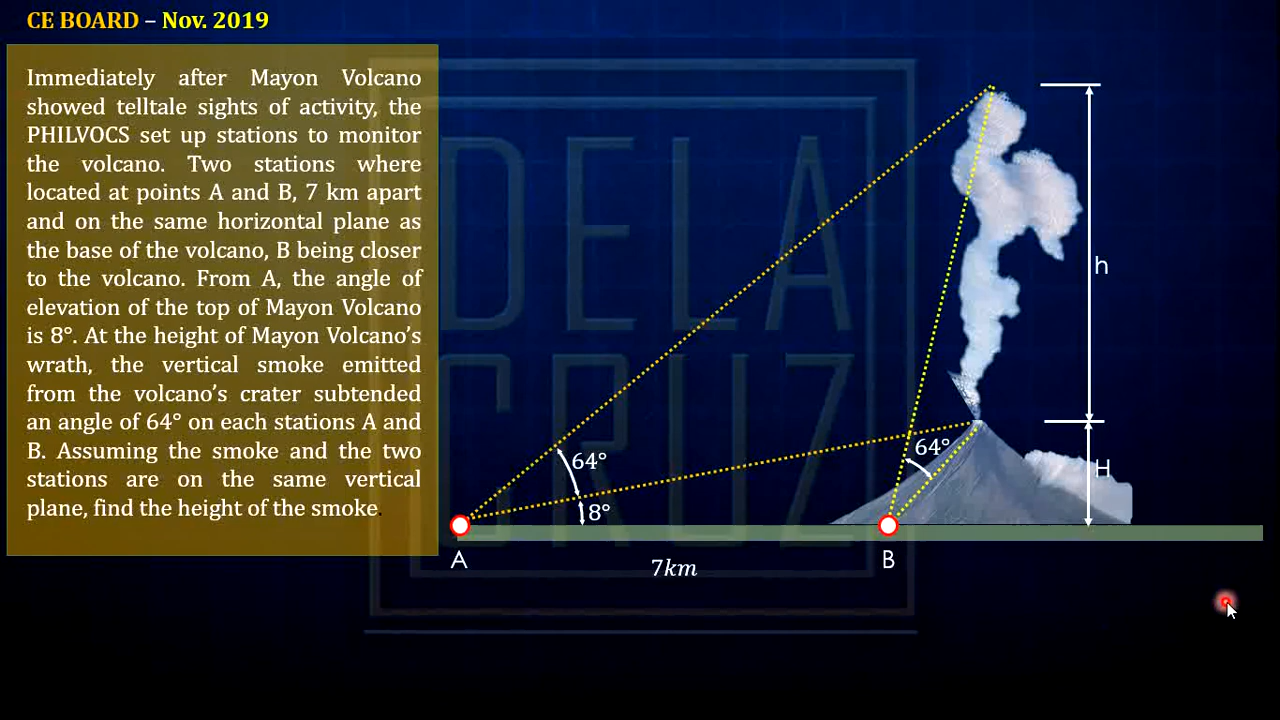 CE BOARD – Nov. 2019
Immediately after Mayon Volcano
showed telltale sights of activity, the
PHILVOCS set up stations to monitor
the volcano. Two stations where
located at points A and B, 7 km apart
and on the same horizontal plane as
the base of the volcano, B being closer
to the volcano. From A, the angle of
elevation of the top of Mayon Volcano
is 8°. At the height of Mayon Volcano's
wrath, the vertical smoke emitted
from the volcano's crater subtended
an angle of 64° on each stations A and
B. Assuming the smoke and the two
stations are on the same vertical
plane, find the height of the smoke.
DELA
CRUZ
h
64°
64°
H
8°
A
7km
B